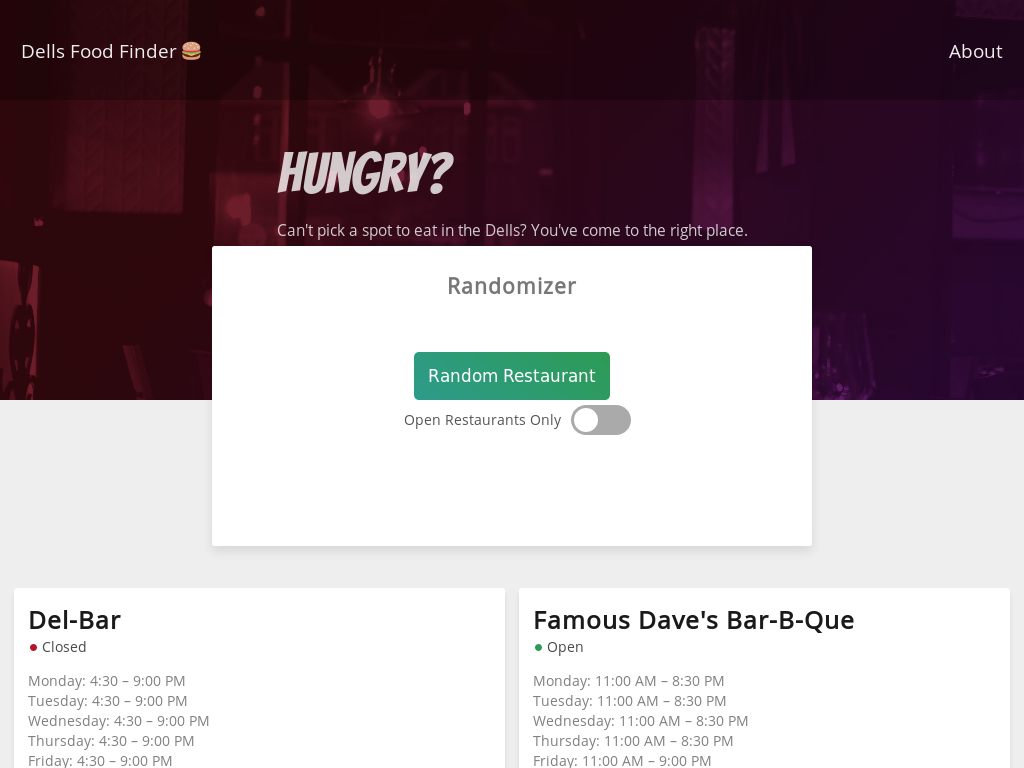 Dells Food Finder 🍔
About
HUNGRY?
Can't pick a spot to eat in the Dells? You've come to the right place.
Randomizer
Random Restaurant
Open Restaurants Only
Del-Bar
Closed
Monday: 4:30 – 9:00 PM
Tuesday: 4:30 – 9:00 PM
Wednesday: 4:30 – 9:00 PM
Thursday: 4:30 – 9:00 PM
Friday: 4:30 – 9:00 PM
Famous Dave's Bar-B-Que
Open
Monday: 11:00 AM – 8:30 PM
Tuesday: 11:00 AM – 8:30 PM
Wednesday: 11:00 AM – 8:30 PM
Thursday: 11:00 AM – 8:30 PM
Friday: 11:00 AM – 9:00 PM